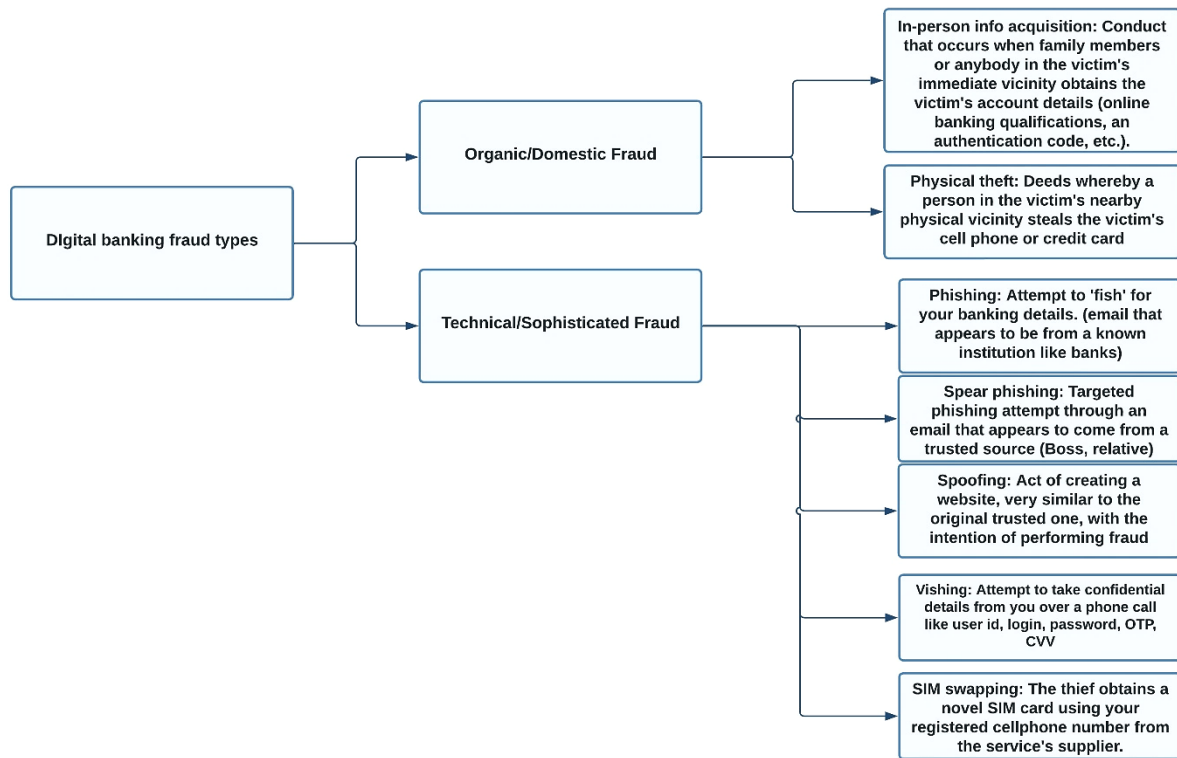 DIgital banking fraud types
Organic/Domestic Fraud
Technical/Sophisticated Fraud
In-person info acquisition: Conduct
that occurs when family members
or anybody in the victim's
immediate vicinity obtains the
victim's account details (online
banking qualifications, an
authentication code, etc.).
Physical theft: Deeds whereby a
person in the victim's nearby
physical vicinity steals the victim's
cell phone or credit card
Phishing: Attempt to 'fish' for
your banking details. (email that
appears to be from a known
institution like banks)
Spear phishing: Targeted
phishing attempt through an
email that appears to come from a
trusted source (Boss, relative)
Spoofing: Act of creating a
website, very similar to the
original trusted one, with the
intention of performing fraud
Vishing: Attempt to take confidential
details from you over a phone call
like user id, login, password, OTP,
CVV
SIM swapping: The thief obtains a
novel SIM card using your
registered cellphone number from
the service's supplier.